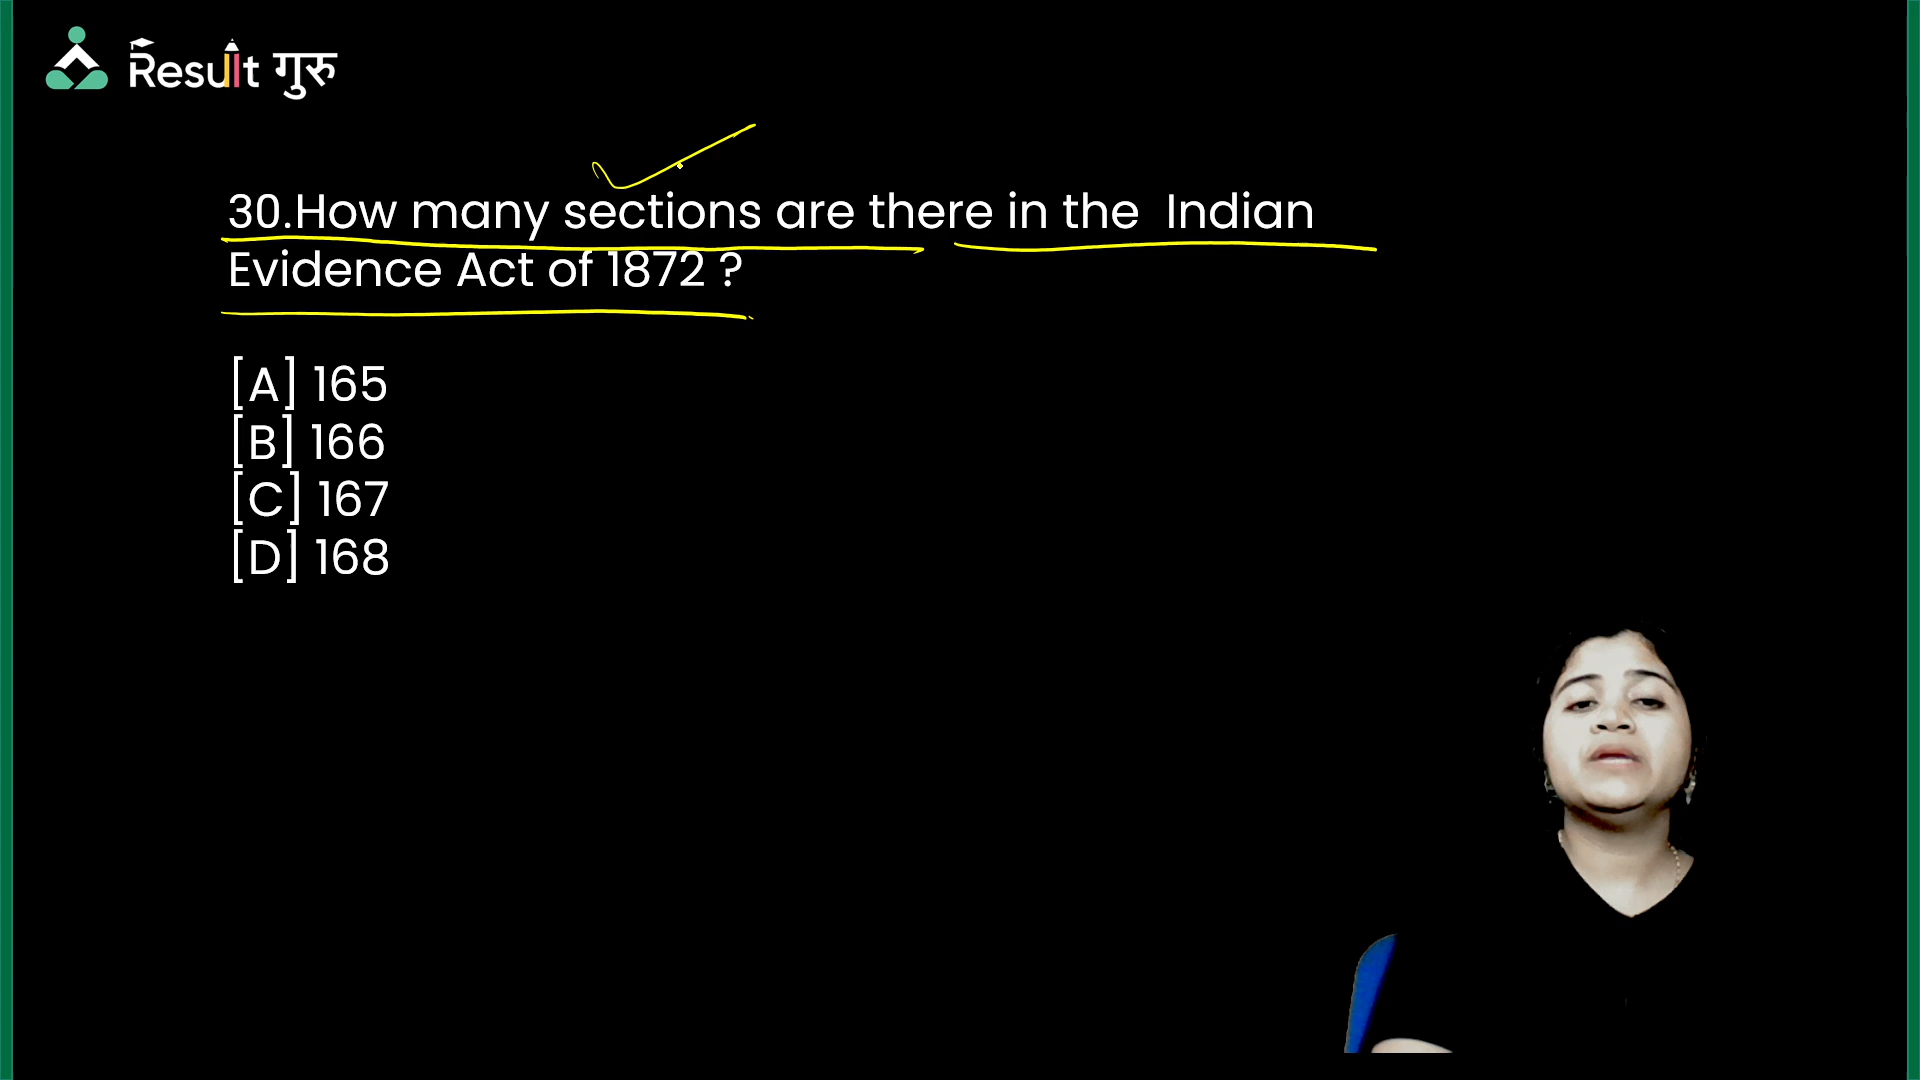 Result गुरु
30.How many sections are there in the Indian
Evidence Act of 1872 ?
[A] 165
[B] 166
[C] 167
[D] 168